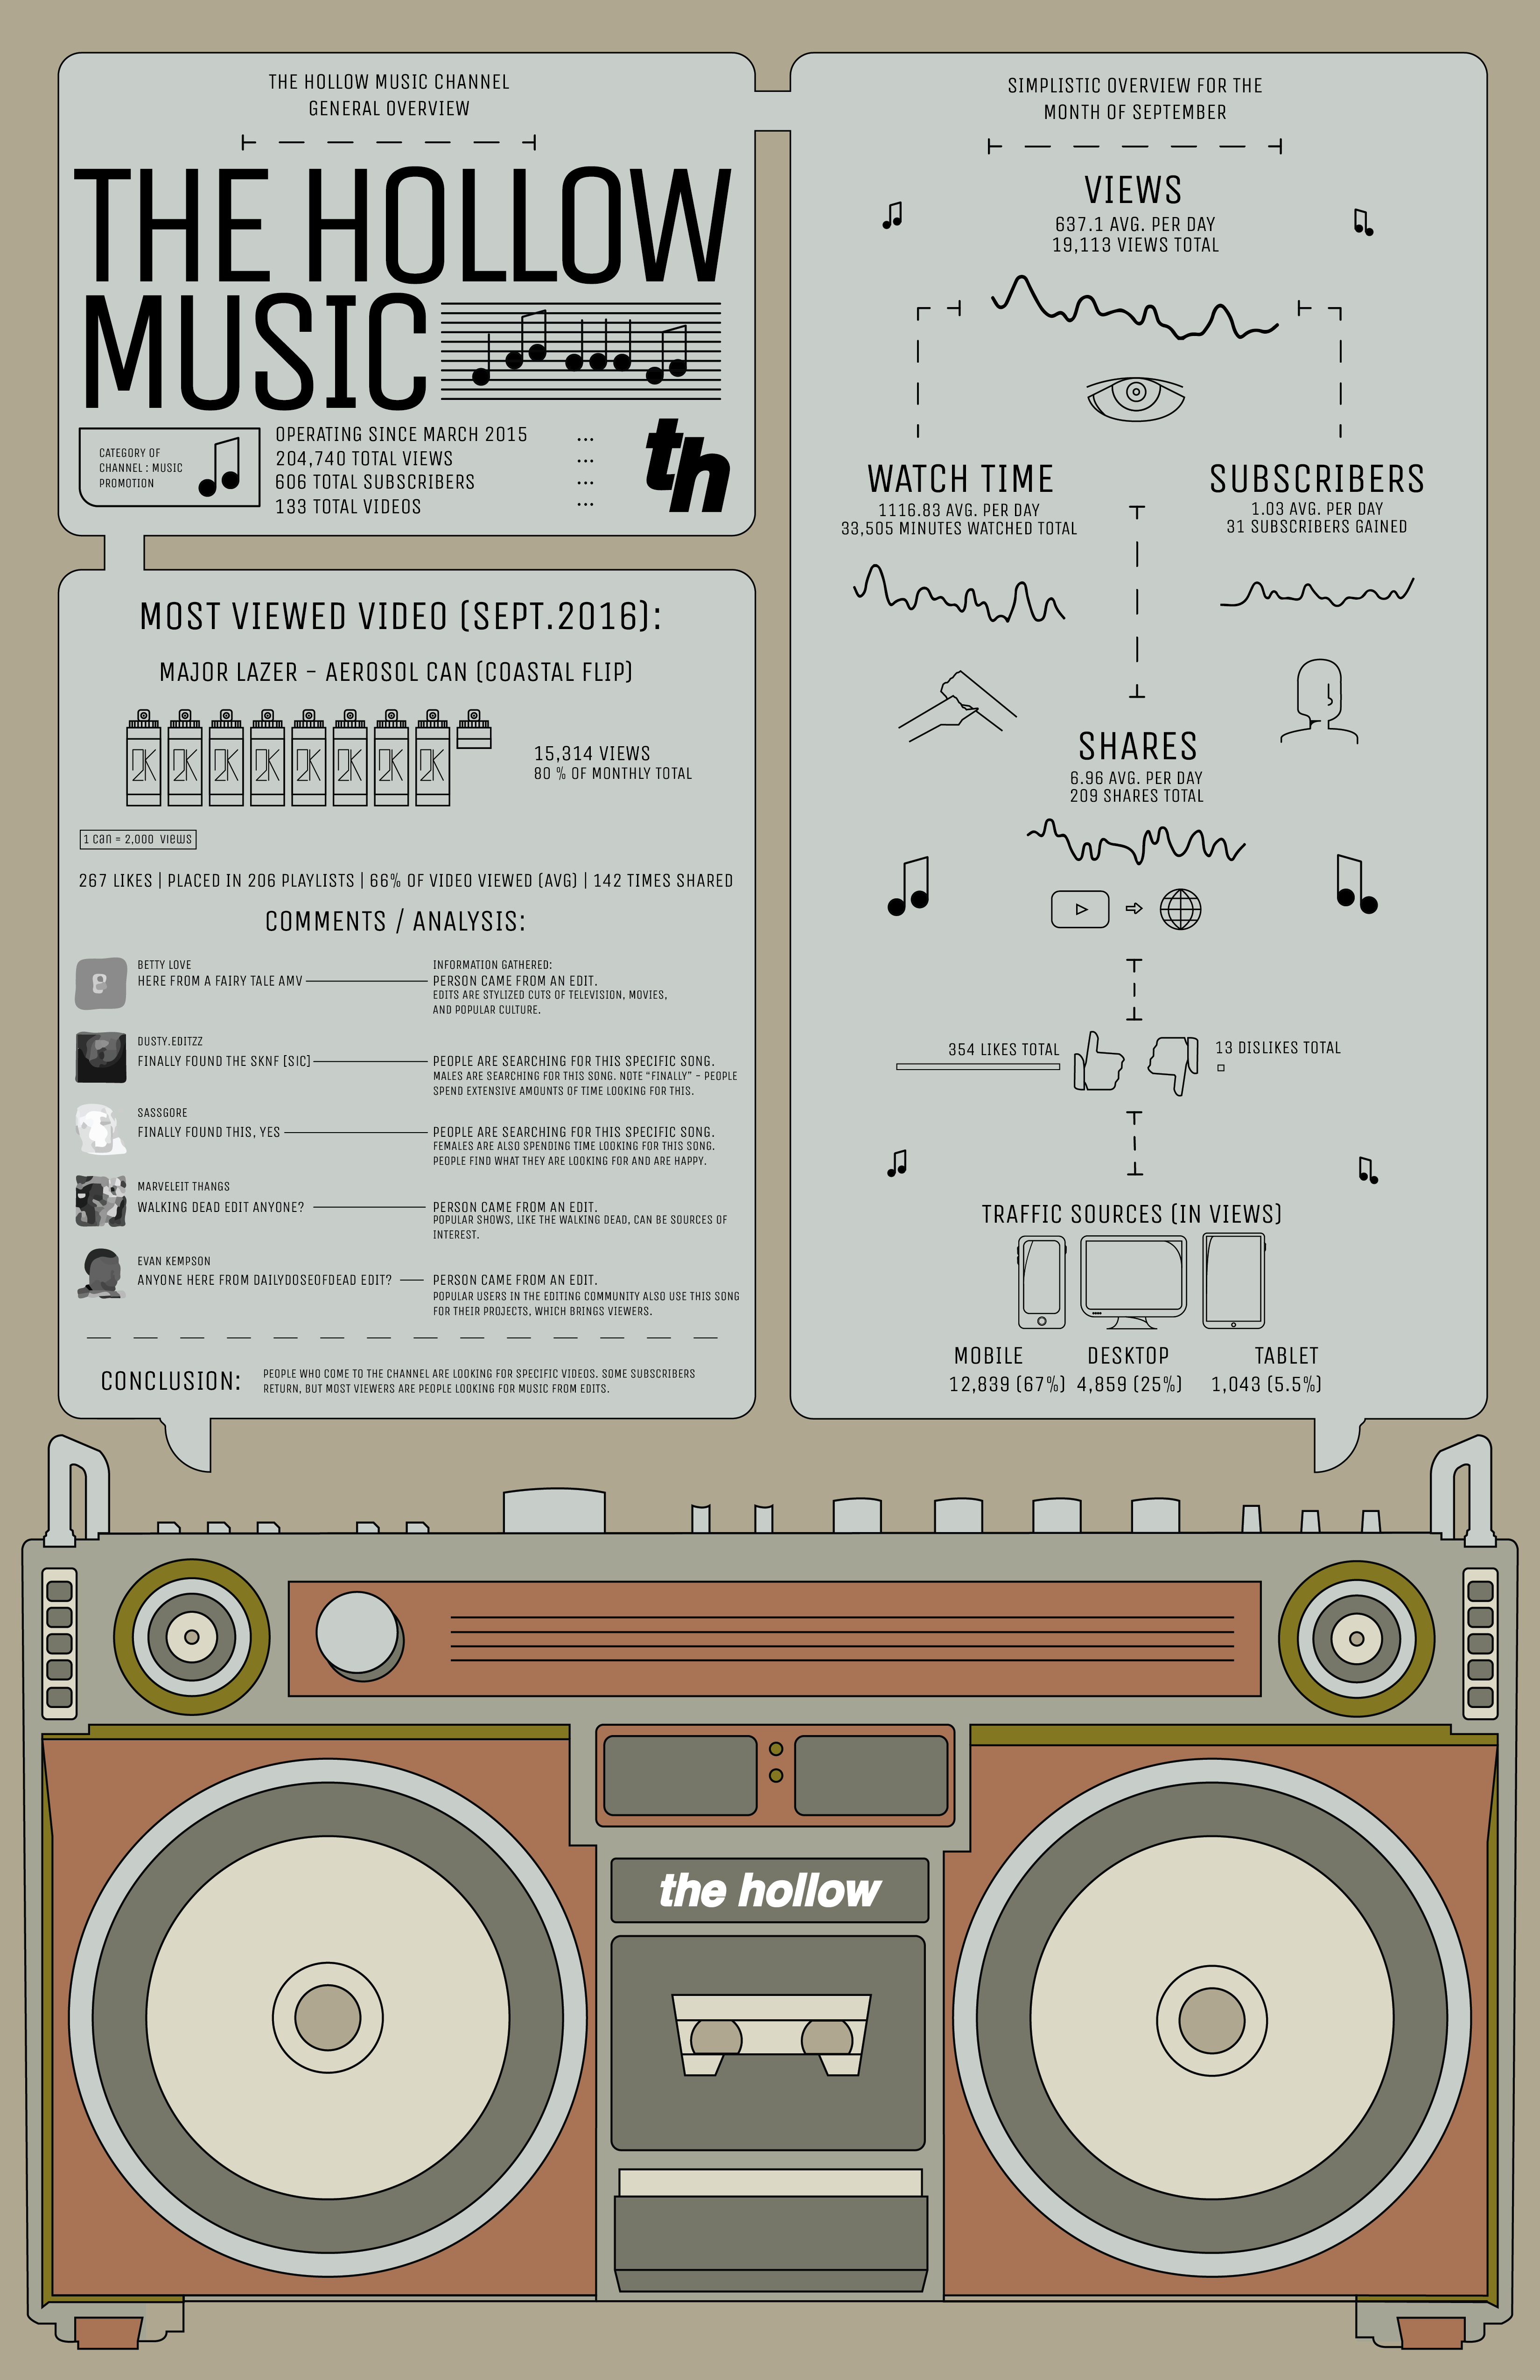 THE HOLLOW MUSIC CHANNEL
GENERAL OVERVIEW
THE HOLLOW
MUSIC
CATEGORY OF
CHANNEL : MUSIC
PROMOTION
OPERATING SINCE MARCH 2015 ...
204,740 TOTAL VIEWS ...
606 TOTAL SUBSCRIBERS ...
133 TOTAL VIDEOS ...
th
MOST VIEWED VIDEO (SEPT.2016):
MAJOR LAZER - AEROSOL CAN (COASTAL FLIP)
2K 2K 2K 2K 2K 2K 2K 2K
15,314 VIEWS
80 % OF MONTHLY TOTAL
1 can = 2,000 views
267 LIKES | PLACED IN 206 PLAYLISTS | 66% OF VIDEO VIEWED (AVG) | 142 TIMES SHARED
COMMENTS / ANALYSIS:
BETTY LOVE
HERE FROM A FAIRY TALE AMV
INFORMATION GATHERED:
PERSON CAME FROM AN EDIT.
EDITS ARE STYLIZED CUTS OF TELEVISION, MOVIES,
AND POPULAR CULTURE.
DUSTY.EDITZZ
FINALLY FOUND THE SKNF [SIC]
PEOPLE ARE SEARCHING FOR THIS SPECIFIC SONG.
MALES ARE SEARCHING FOR THIS SONG. NOTE “FINALLY” - PEOPLE
SPEND EXTENSIVE AMOUNTS OF TIME LOOKING FOR THIS.
SASSGORE
FINALLY FOUND THIS, YES
PEOPLE ARE SEARCHING FOR THIS SPECIFIC SONG.
FEMALES ARE ALSO SPENDING TIME LOOKING FOR THIS SONG.
PEOPLE FIND WHAT THEY ARE LOOKING FOR AND ARE HAPPY.
MARVELEIT THANGS
WALKING DEAD EDIT ANYONE?
PERSON CAME FROM AN EDIT.
POPULAR SHOWS, LIKE THE WALKING DEAD, CAN BE SOURCES OF
INTEREST.
EVAN KEMPSON
ANYONE HERE FROM DAILYDOSEOFDEAD EDIT?
PERSON CAME FROM AN EDIT.
POPULAR USERS IN THE EDITING COMMUNITY ALSO USE THIS SONG
FOR THEIR PROJECTS, WHICH BRINGS VIEWERS.
CONCLUSION:
PEOPLE WHO COME TO THE CHANNEL ARE LOOKING FOR SPECIFIC VIDEOS. SOME SUBSCRIBERS
RETURN, BUT MOST VIEWERS ARE PEOPLE LOOKING FOR MUSIC FROM EDITS.
SIMPLISTIC OVERVIEW FOR THE
MONTH OF SEPTEMBER
VIEWS
637.1 AVG. PER DAY
19,113 VIEWS TOTAL
WATCH TIME
1116.83 AVG. PER DAY
33,505 MINUTES WATCHED TOTAL
SUBSCRIBERS
1.03 AVG. PER DAY
31 SUBSCRIBERS GAINED
SHARES
6.96 AVG. PER DAY
209 SHARES TOTAL
354 LIKES TOTAL
13 DISLIKES TOTAL
TRAFFIC SOURCES (IN VIEWS)
MOBILE DESKTOP TABLET
12,839 (67%) 4,859 (25%) 1,043 (5.5%)
the hollow